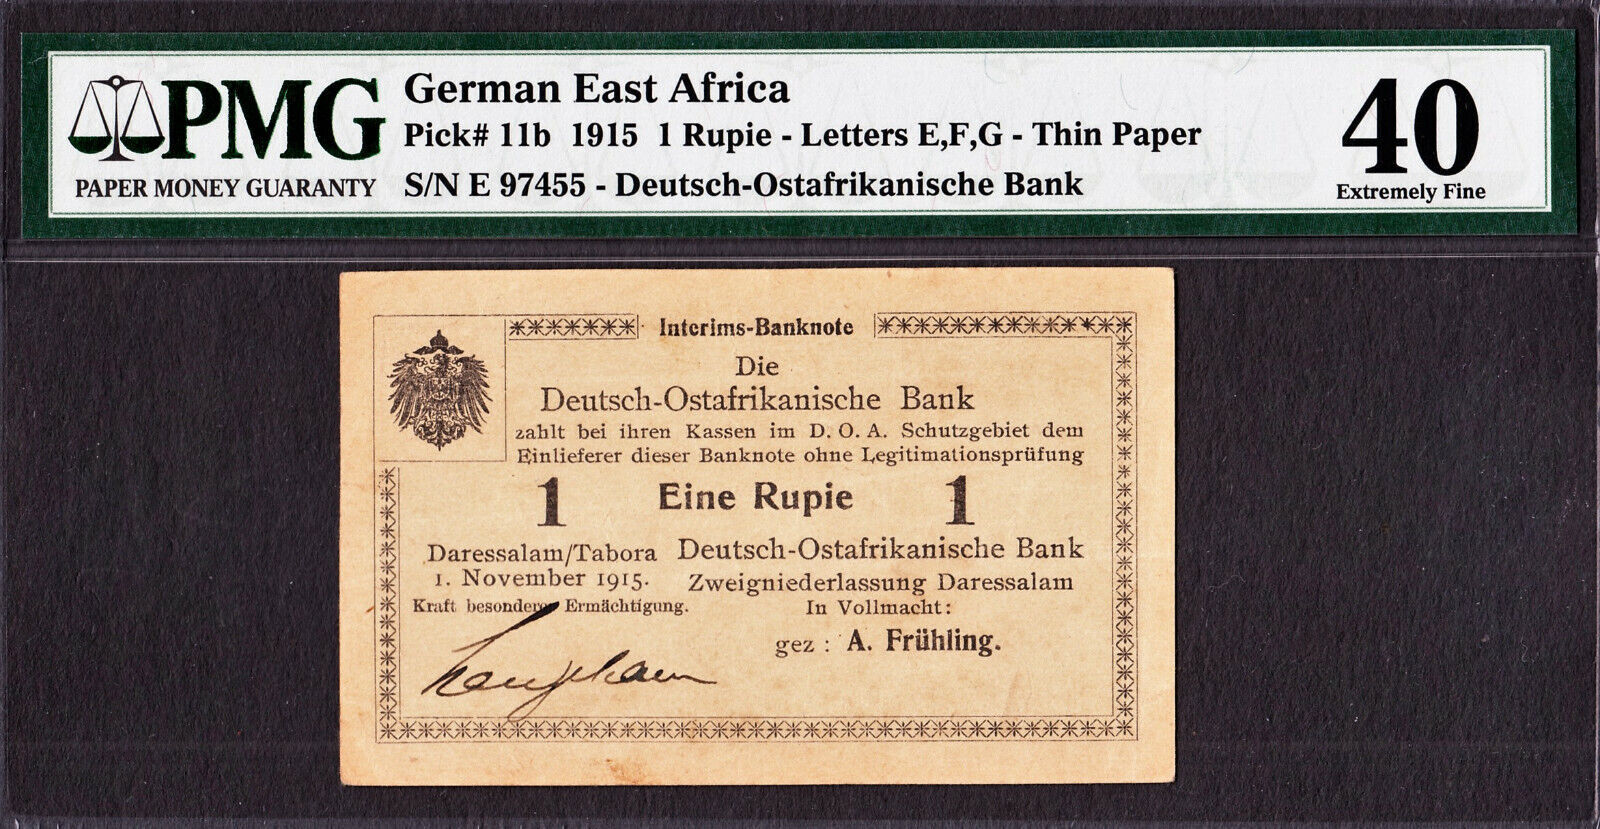 PMG
PAPER MONEY GUARANTY
German East Africa
Pick# 11b 1915 1 Rupie - Letters E,F,G - Thin Paper
S/N E 97455 - Deutsch-Ostafrikanische Bank
40
Extremely Fine
Interims-Banknote
Die
Deutsch-Ostafrikanische Bank
zahlt bei ihren Kassen im D. O. A. Schutzgebiet dem
Einlieferer dieser Banknote ohne Legitimationsprüfung
1 Eine Rupie 1
Daressalam/Tabora
1. November 1915.
Kraft besonderer Ermächtigung.
Deutsch-Ostafrikanische Bank
Zweigniederlassung Daressalam
In Vollmacht:
gez : A. Frühling.